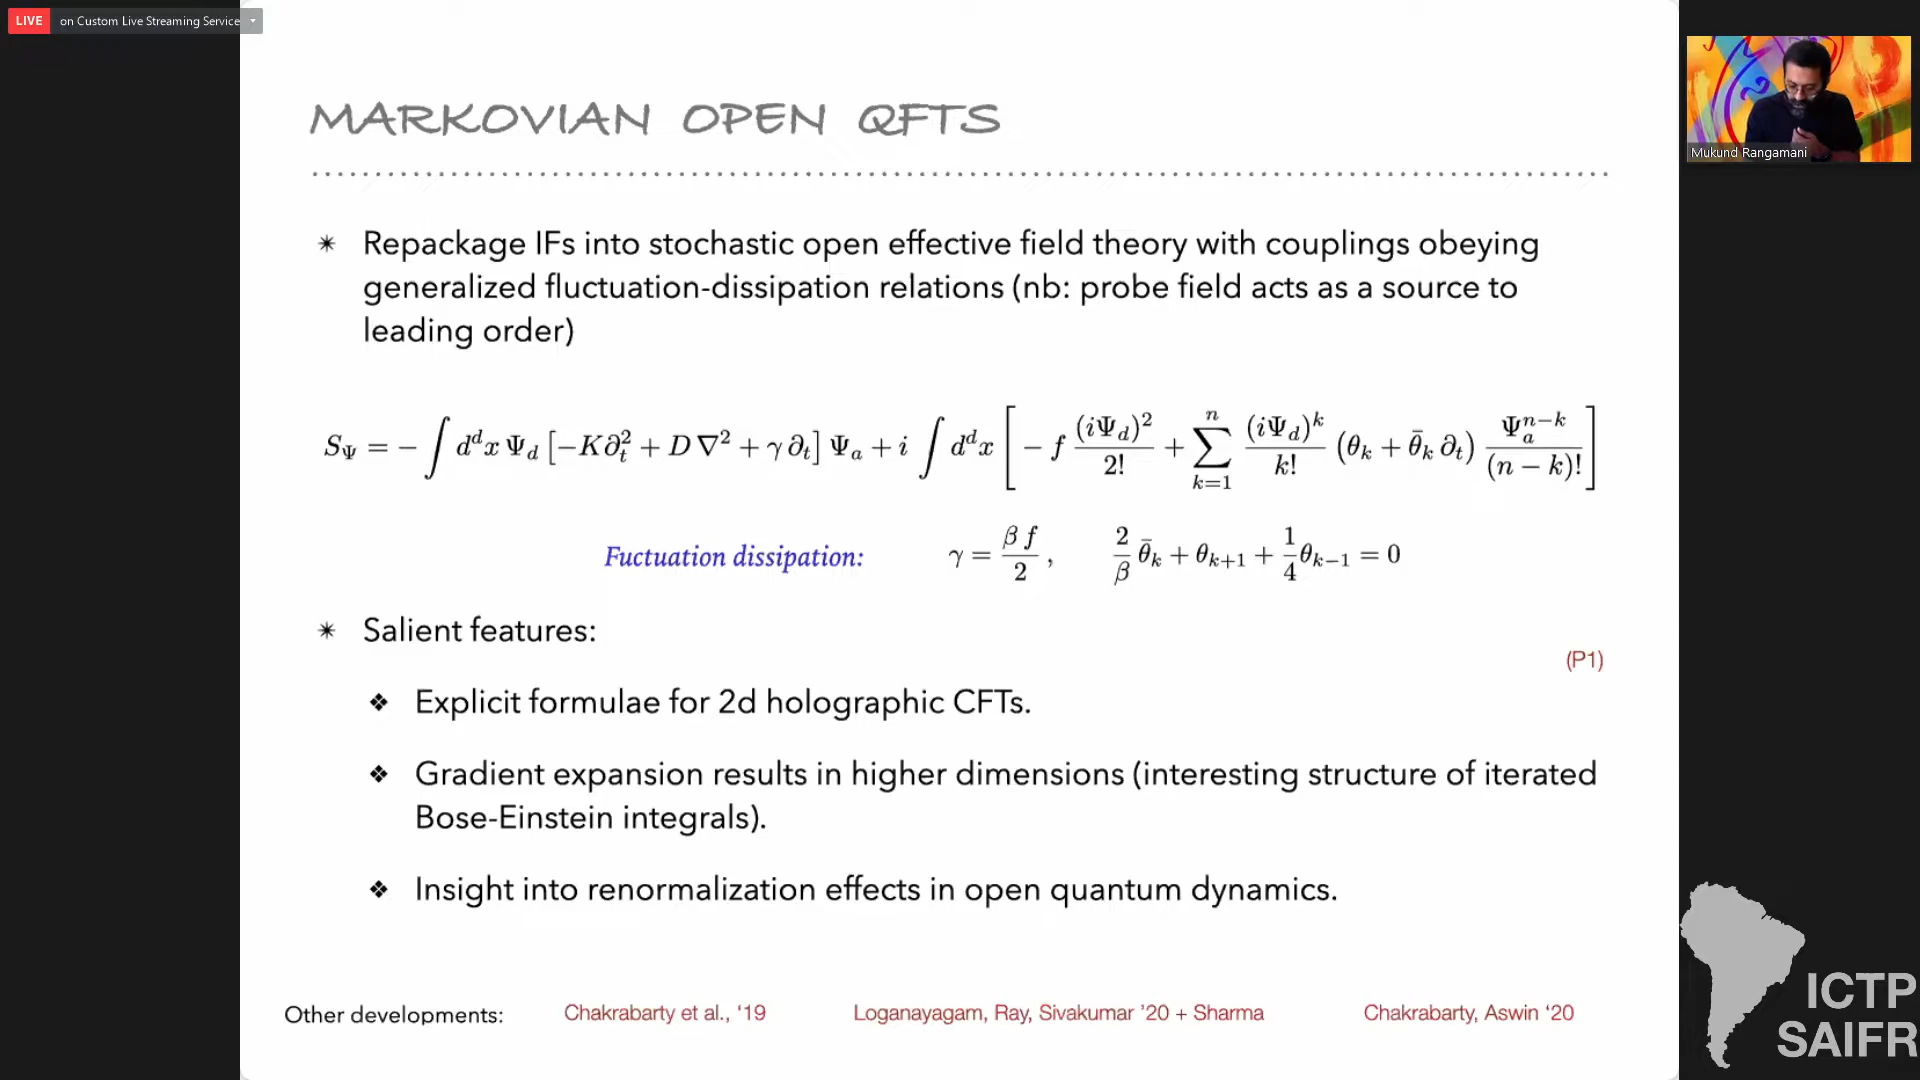 LIVE on Custom Live Streaming Service
MARKOVIAN OPEN QFTS
Mukund Rangamani
✴ Repackage IFs into stochastic open effective field theory with couplings obeying
generalized fluctuation-dissipation relations (nb: probe field acts as a source to
leading order)
S_Ψ = − ∫ d^d x Ψ_d [−K∂_t^2 + D ∇^2 + γ ∂_t] Ψ_a + i ∫ d^d x [ − f (iΨ_d)^2/2! + ∑_{k=1}^{n} (iΨ_d)^k/k! (θ_k + θ̄_k ∂_t) Ψ_a^{n−k}/(n − k)! ]
Fuctuation dissipation: γ = β f/2 , 2/β θ̄_k + θ_{k+1} + 1/4 θ_{k−1} = 0
✴ Salient features:
(P1)
❖ Explicit formulae for 2d holographic CFTs.
❖ Gradient expansion results in higher dimensions (interesting structure of iterated
Bose-Einstein integrals).
❖ Insight into renormalization effects in open quantum dynamics.
Other developments: Chakrabarty et al., ‘19 Loganayagam, Ray, Sivakumar ’20 + Sharma Chakrabarty, Aswin ‘20
ICTP
SAIFR